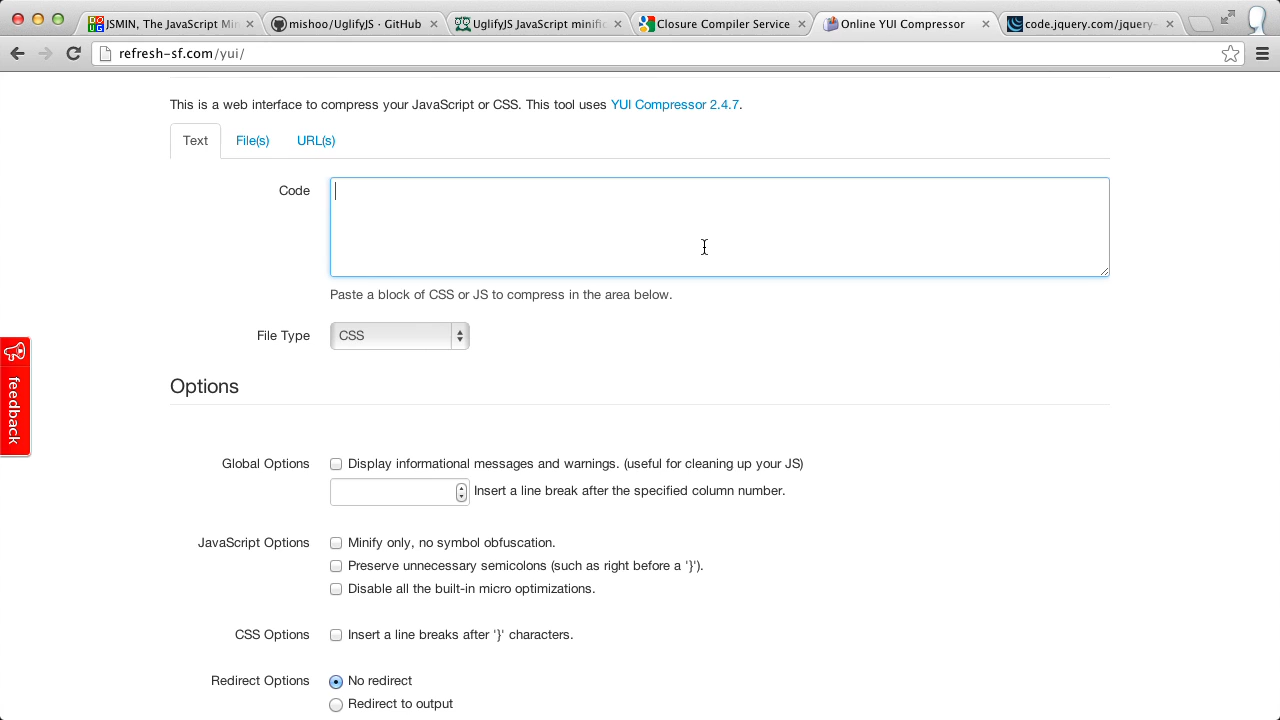 JSMIN, The JavaScript Min
mishoo/UglifyJS · GitHub
UglifyJS JavaScript minific
Closure Compiler Service
Online YUI Compressor
code.jquery.com/jquery-
refresh-sf.com/yui/
This is a web interface to compress your JavaScript or CSS. This tool uses YUI Compressor 2.4.7.
Text File(s) URL(s)
Code
Paste a block of CSS or JS to compress in the area below.
File Type CSS
feedback
Options
Global Options Display informational messages and warnings. (useful for cleaning up your JS)
Insert a line break after the specified column number.
JavaScript Options Minify only, no symbol obfuscation.
Preserve unnecessary semicolons (such as right before a '}').
Disable all the built-in micro optimizations.
CSS Options Insert a line breaks after '}' characters.
Redirect Options No redirect
Redirect to output